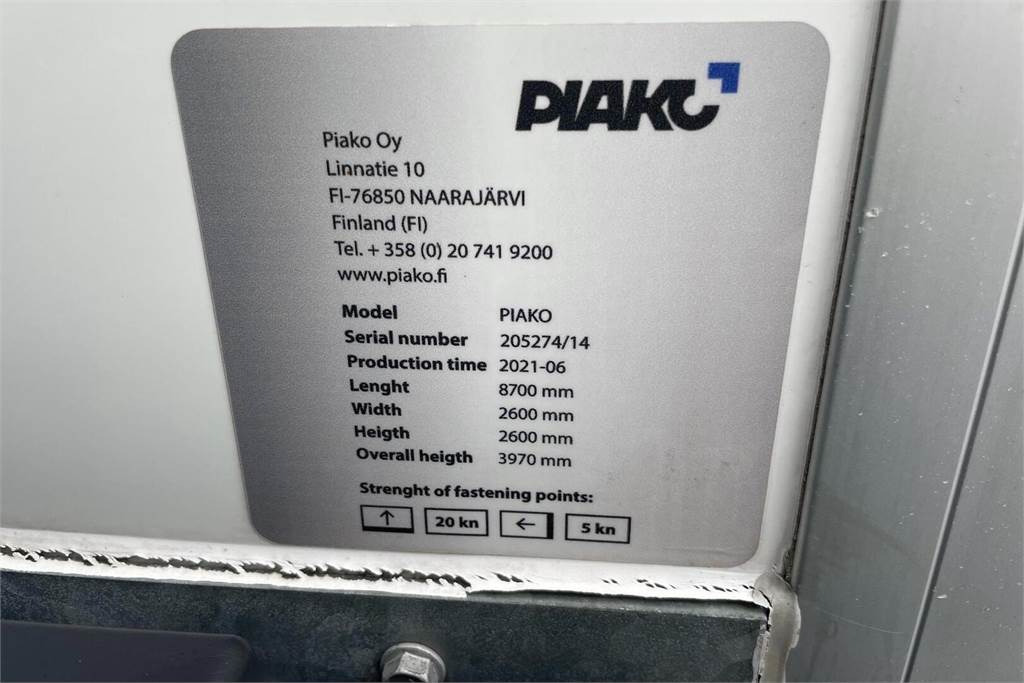 PIAKO
Piako Oy
Linnatie 10
FI-76850 NAARAJÄRVI
Finland (FI)
Tel. + 358 (0) 20 741 9200
www.piako.fi
Model PIAKO
Serial number 205274/14
Production time 2021-06
Lenght 8700 mm
Width 2600 mm
Heigth 2600 mm
Overall heigth 3970 mm
Strenght of fastening points:
↑ 20 kn ← 5 kn